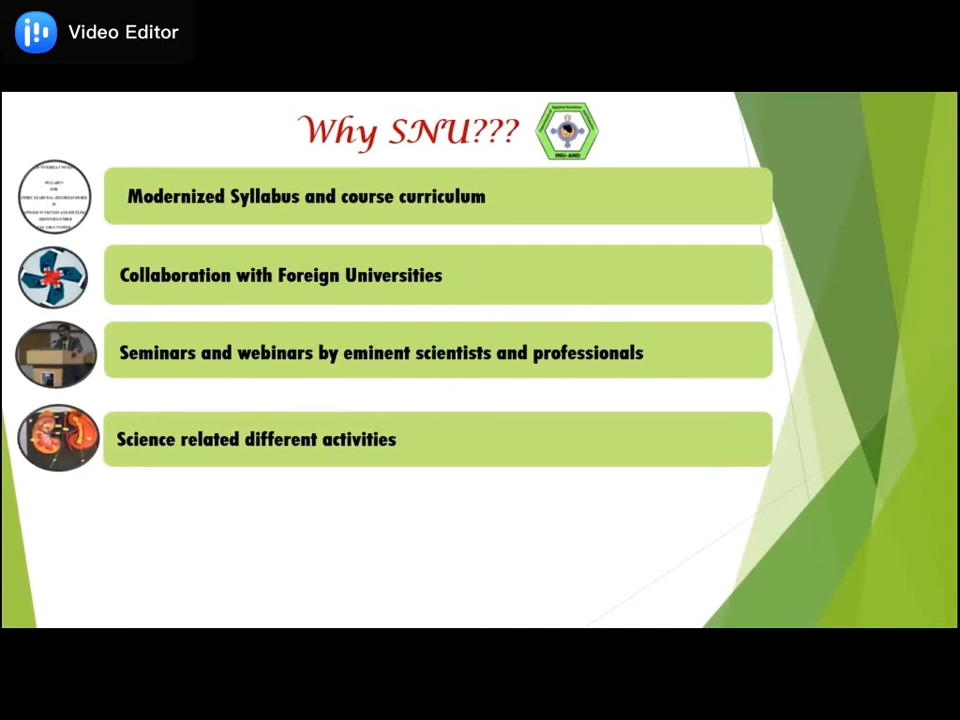 Video Editor
Why SNU???
Modernized Syllabus and course curriculum
Collaboration with Foreign Universities
Seminars and webinars by eminent scientists and professionals
Science related different activities